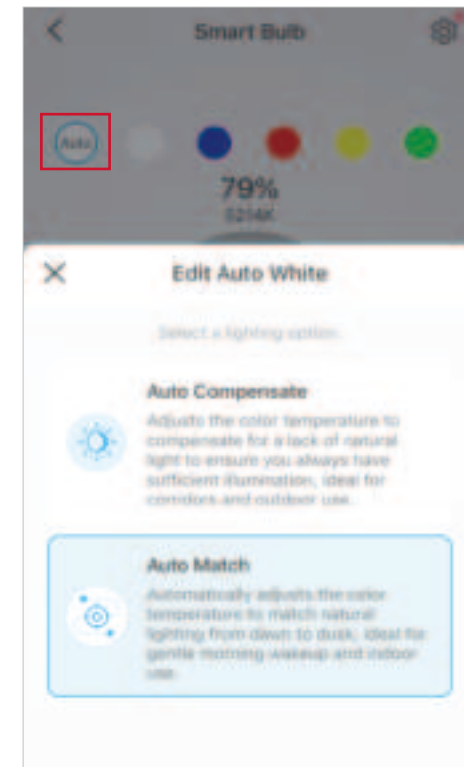 Smart Bulb
Auto
79%
5214K
Edit Auto White
Select a lighting option
Auto Compensate
Adjusts the color temperature to
compensate for a lack of natural
light to ensure you always have
sufficient illumination, ideal for
corridors and outdoor use.
Auto Match
Automatically adjusts the color
temperature to match natural
lighting from dawn to dusk, ideal for
gentle morning wakeup and indoor
use.